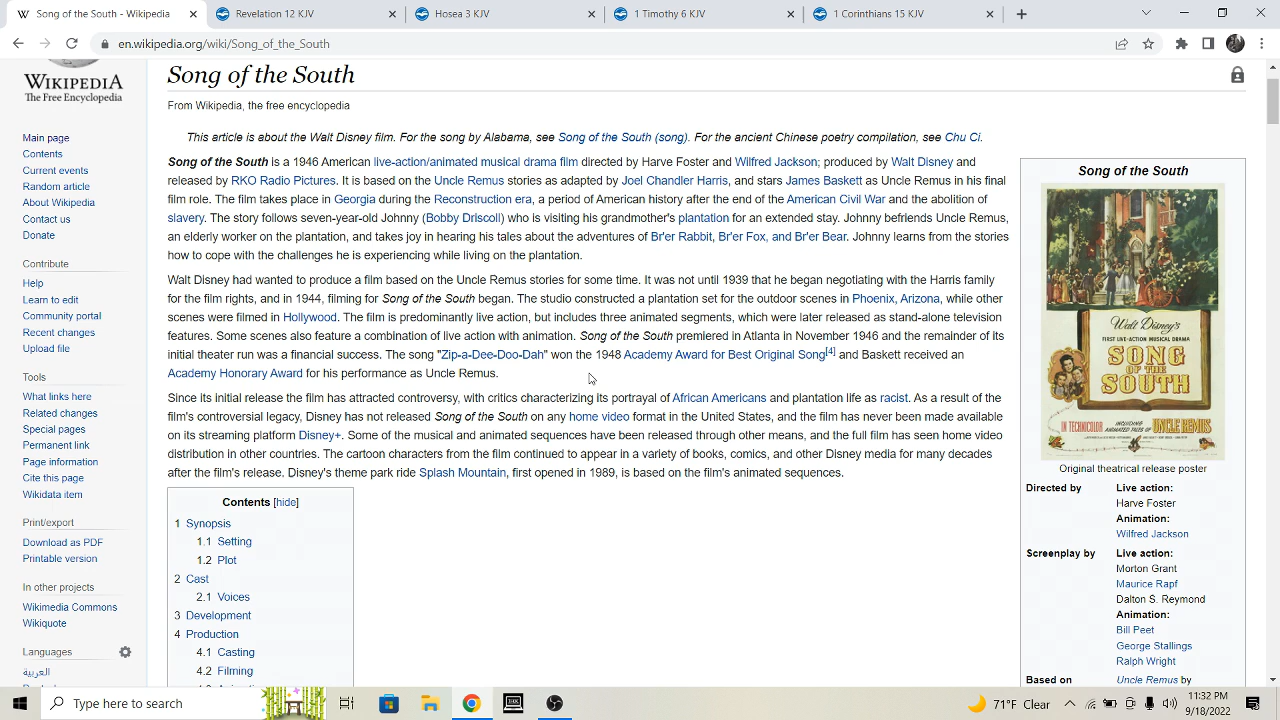 Song of the South - Wikipedia
Revelation 12 KJV
Hosea 3 KJV
1 Timothy 6 KJV
1 Corinthians 15 KJV
en.wikipedia.org/wiki/Song_of_the_South
WIKIPEDIA
The Free Encyclopedia
Main page
Contents
Current events
Random article
About Wikipedia
Contact us
Donate
Contribute
Help
Learn to edit
Community portal
Recent changes
Upload file
Tools
What links here
Related changes
Special pages
Permanent link
Page information
Cite this page
Wikidata item
Print/export
Download as PDF
Printable version
In other projects
Wikimedia Commons
Wikiquote
Languages
العربية
Song of the South
From Wikipedia, the free encyclopedia
This article is about the Walt Disney film. For the song by Alabama, see Song of the South (song). For the ancient Chinese poetry compilation, see Chu Ci.
Song of the South is a 1946 American live-action/animated musical drama film directed by Harve Foster and Wilfred Jackson; produced by Walt Disney and
released by RKO Radio Pictures. It is based on the Uncle Remus stories as adapted by Joel Chandler Harris, and stars James Baskett as Uncle Remus in his final
film role. The film takes place in Georgia during the Reconstruction era, a period of American history after the end of the American Civil War and the abolition of
slavery. The story follows seven-year-old Johnny (Bobby Driscoll) who is visiting his grandmother's plantation for an extended stay. Johnny befriends Uncle Remus,
an elderly worker on the plantation, and takes joy in hearing his tales about the adventures of Br'er Rabbit, Br'er Fox, and Br'er Bear. Johnny learns from the stories
how to cope with the challenges he is experiencing while living on the plantation.
Walt Disney had wanted to produce a film based on the Uncle Remus stories for some time. It was not until 1939 that he began negotiating with the Harris family
for the film rights, and in 1944, filming for Song of the South began. The studio constructed a plantation set for the outdoor scenes in Phoenix, Arizona, while other
scenes were filmed in Hollywood. The film is predominantly live action, but includes three animated segments, which were later released as stand-alone television
features. Some scenes also feature a combination of live action with animation. Song of the South premiered in Atlanta in November 1946 and the remainder of its
initial theater run was a financial success. The song "Zip-a-Dee-Doo-Dah" won the 1948 Academy Award for Best Original Song[4] and Baskett received an
Academy Honorary Award for his performance as Uncle Remus.
Since its initial release the film has attracted controversy, with critics characterizing its portrayal of African Americans and plantation life as racist. As a result of the
film's controversial legacy, Disney has not released Song of the South on any home video format in the United States, and the film has never been made available
on its streaming platform Disney+. Some of the musical and animated sequences have been released through other means, and the full film has seen home video
distribution in other countries. The cartoon characters from the film continued to appear in a variety of books, comics, and other Disney media for many decades
after the film's release. Disney's theme park ride Splash Mountain, first opened in 1989, is based on the film's animated sequences.
Contents [hide]
1 Synopsis
1.1 Setting
1.2 Plot
2 Cast
2.1 Voices
3 Development
4 Production
4.1 Casting
4.2 Filming
Song of the South
Walt Disney's
FIRST LIVE-ACTION MUSICAL DRAMA
SONG
OF THE
SOUTH
IN TECHNICOLOR
INCLUDING
ANIMATED TALES
UNCLE REMUS
Original theatrical release poster
Directed by
Live action:
Harve Foster
Animation:
Wilfred Jackson
Screenplay by
Live action:
Morton Grant
Maurice Rapf
Dalton S. Reymond
Animation:
Bill Peet
George Stallings
Ralph Wright
Based on
Uncle Remus by
Type here to search
71°F Clear
11:32 PM
9/18/2022